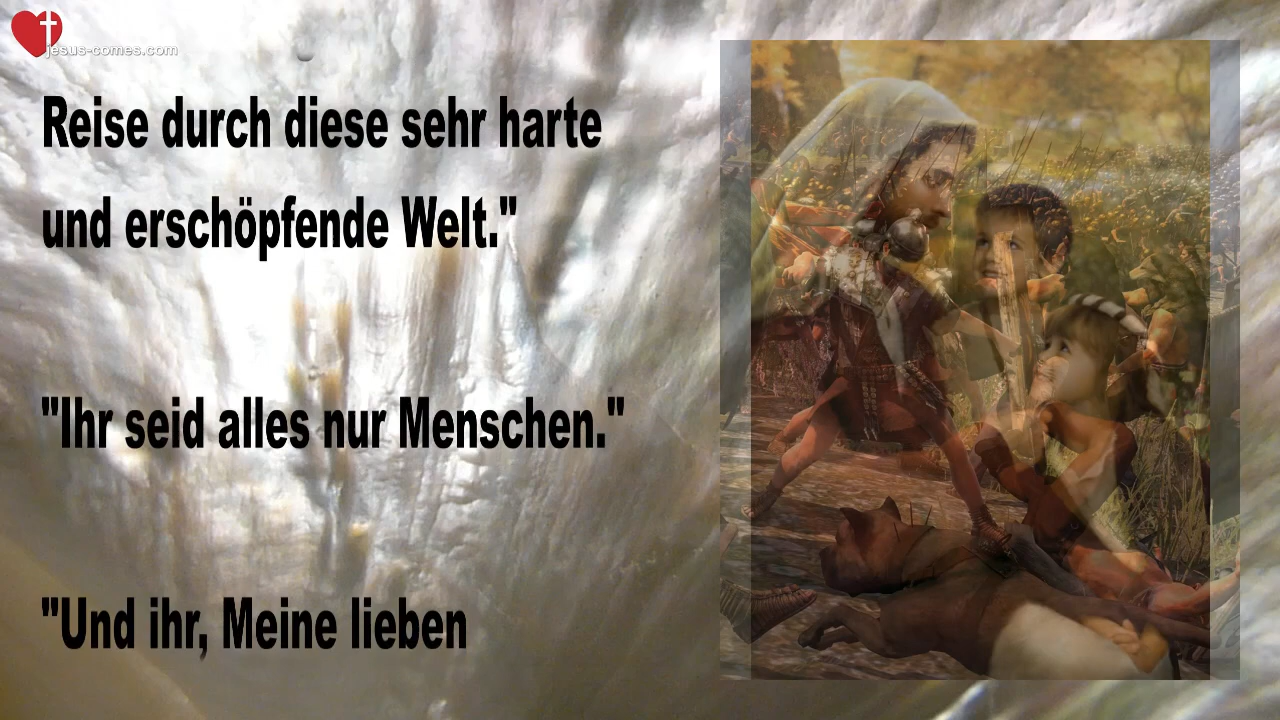 jesus-comes.com
Reise durch diese sehr harte
und erschöpfende Welt."
"Ihr seid alles nur Menschen."
"Und ihr, Meine lieben